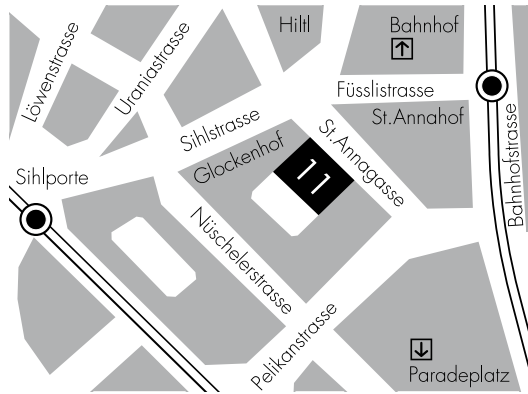 Hiltl
Bahnhof
Löwenstrasse
Uraniastrasse
Füsslistrasse
St.Annahof
Sihlstrasse
Glockenhof
St.Annagasse
11
Bahnhofstrasse
Sihlporte
Nüschelerstrasse
Pelikanstrasse
Paradeplatz